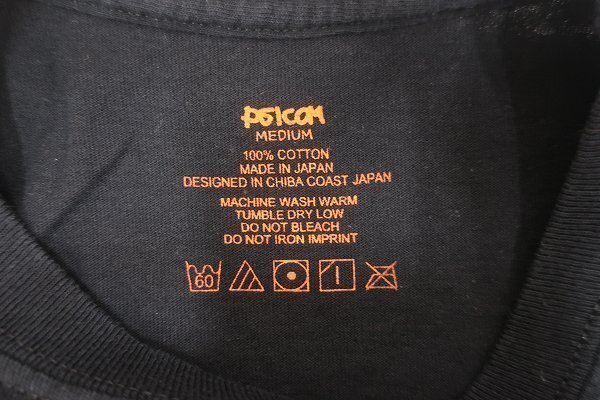 PSICOM
MEDIUM
100% COTTON
MADE IN JAPAN
DESIGNED IN CHIBA COAST JAPAN
MACHINE WASH WARM
TUMBLE DRY LOW
DO NOT BLEACH
DO NOT IRON IMPRINT
60